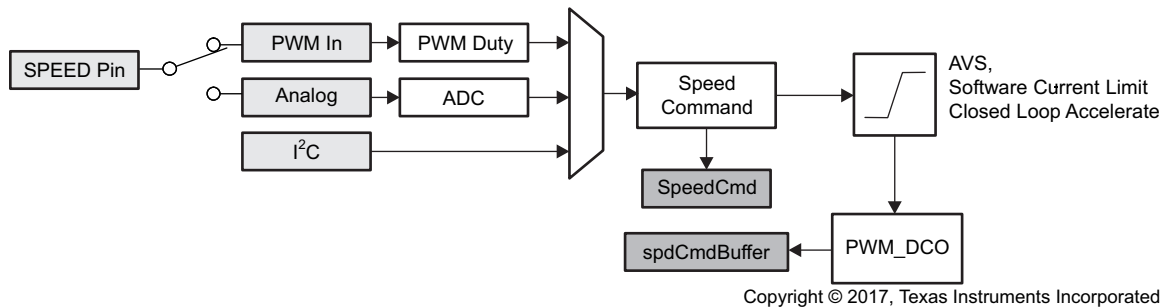 SPEED Pin
PWM In
PWM Duty
Analog
ADC
I²C
Speed
Command
SpeedCmd
AVS,
Software Current Limit
Closed Loop Accelerate
spdCmdBuffer
PWM_DCO
Copyright © 2017, Texas Instruments Incorporated